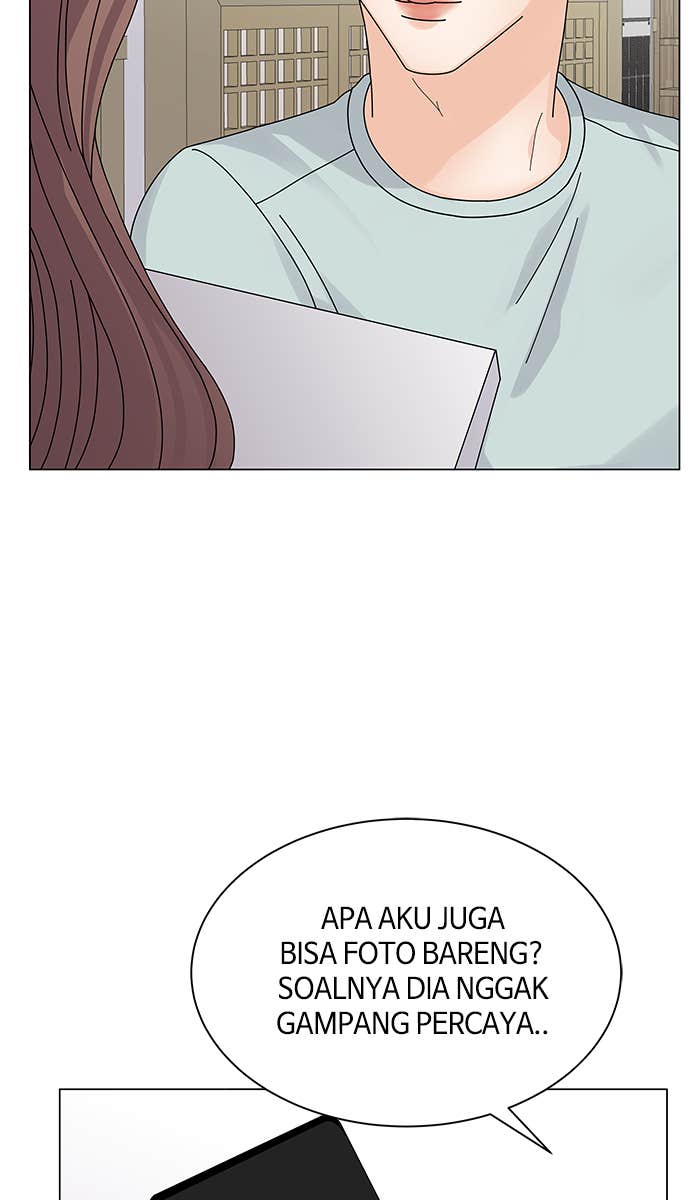 APA AKU JUGA
BISA FOTO BARENG?
SOALNYA DIA NGGAK
GAMPANG PERCAYA..